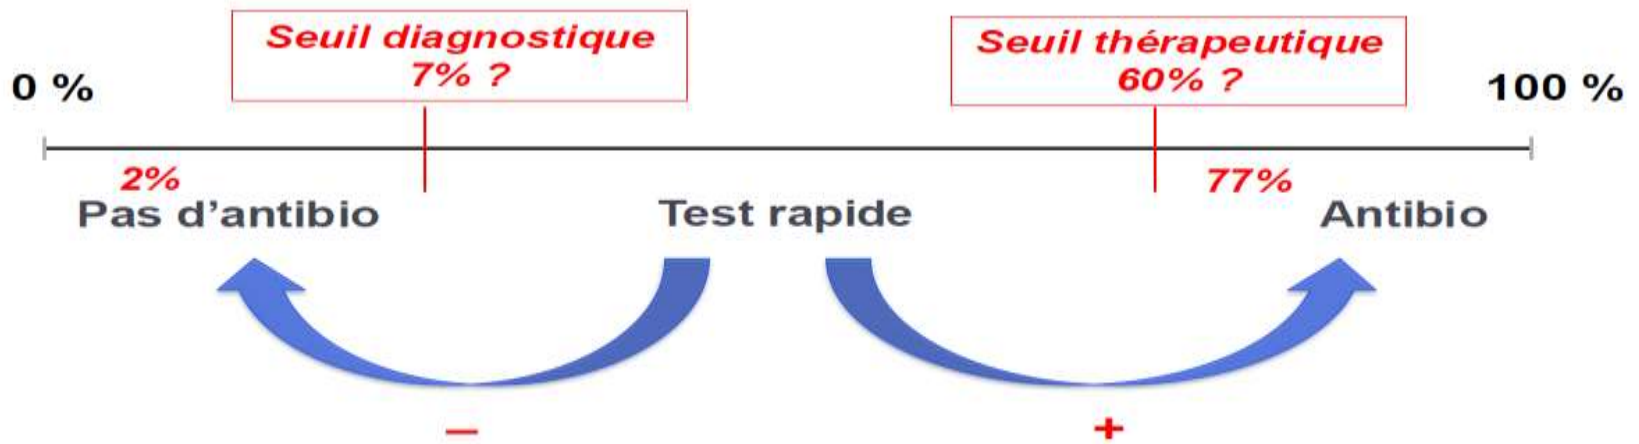 Seuil diagnostique
7% ?
Seuil thérapeutique
60% ?
0 %
100 %
2%
77%
Pas d’antibio
Test rapide
Antibio
–
+